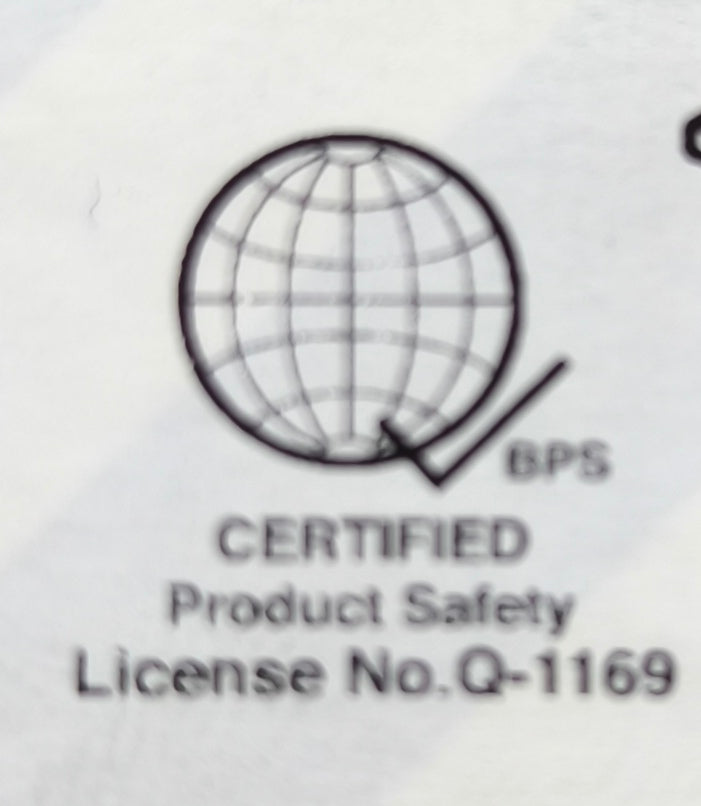 BPS
CERTIFIED
Product Safety
License No.Q-1169